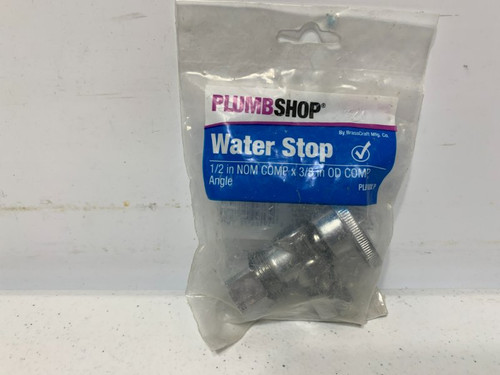 PLUMBSHOP®
By BrassCraft Mfg. Co.
Water Stop
1/2 in NOM COMP x 3/8 in OD COMP
Angle